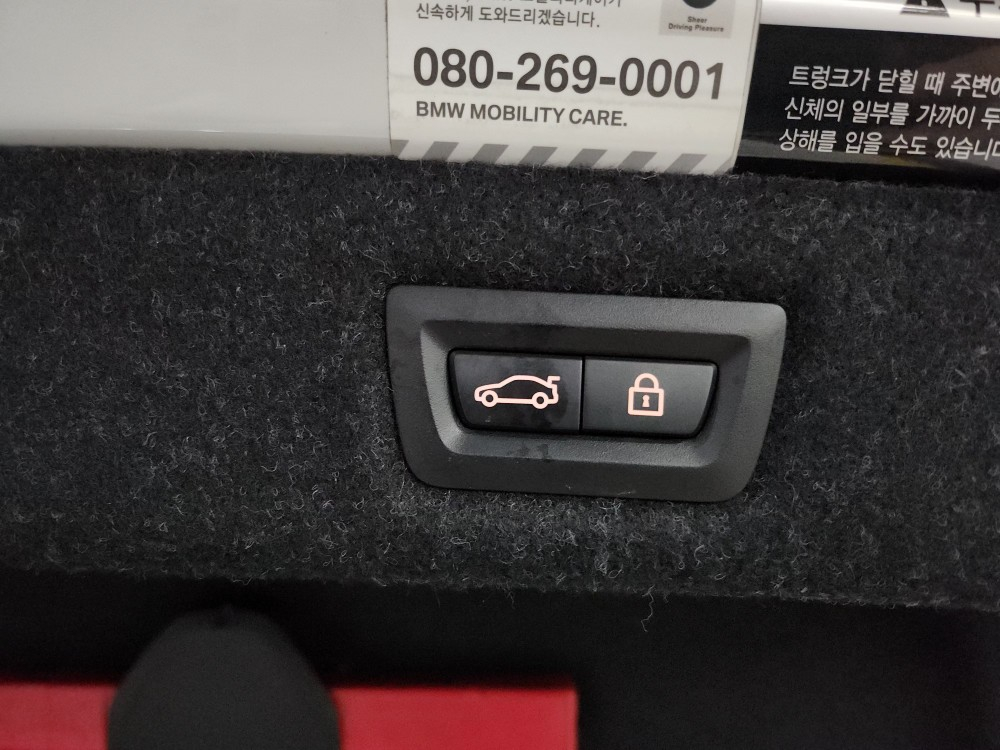 신속하게 도와드리겠습니다.
Sheer
Driving Pleasure
080-269-0001
BMW MOBILITY CARE.
트렁크가 닫힐 때 주변에
신체의 일부를 가까이 두
상해를 입을 수도 있습니다